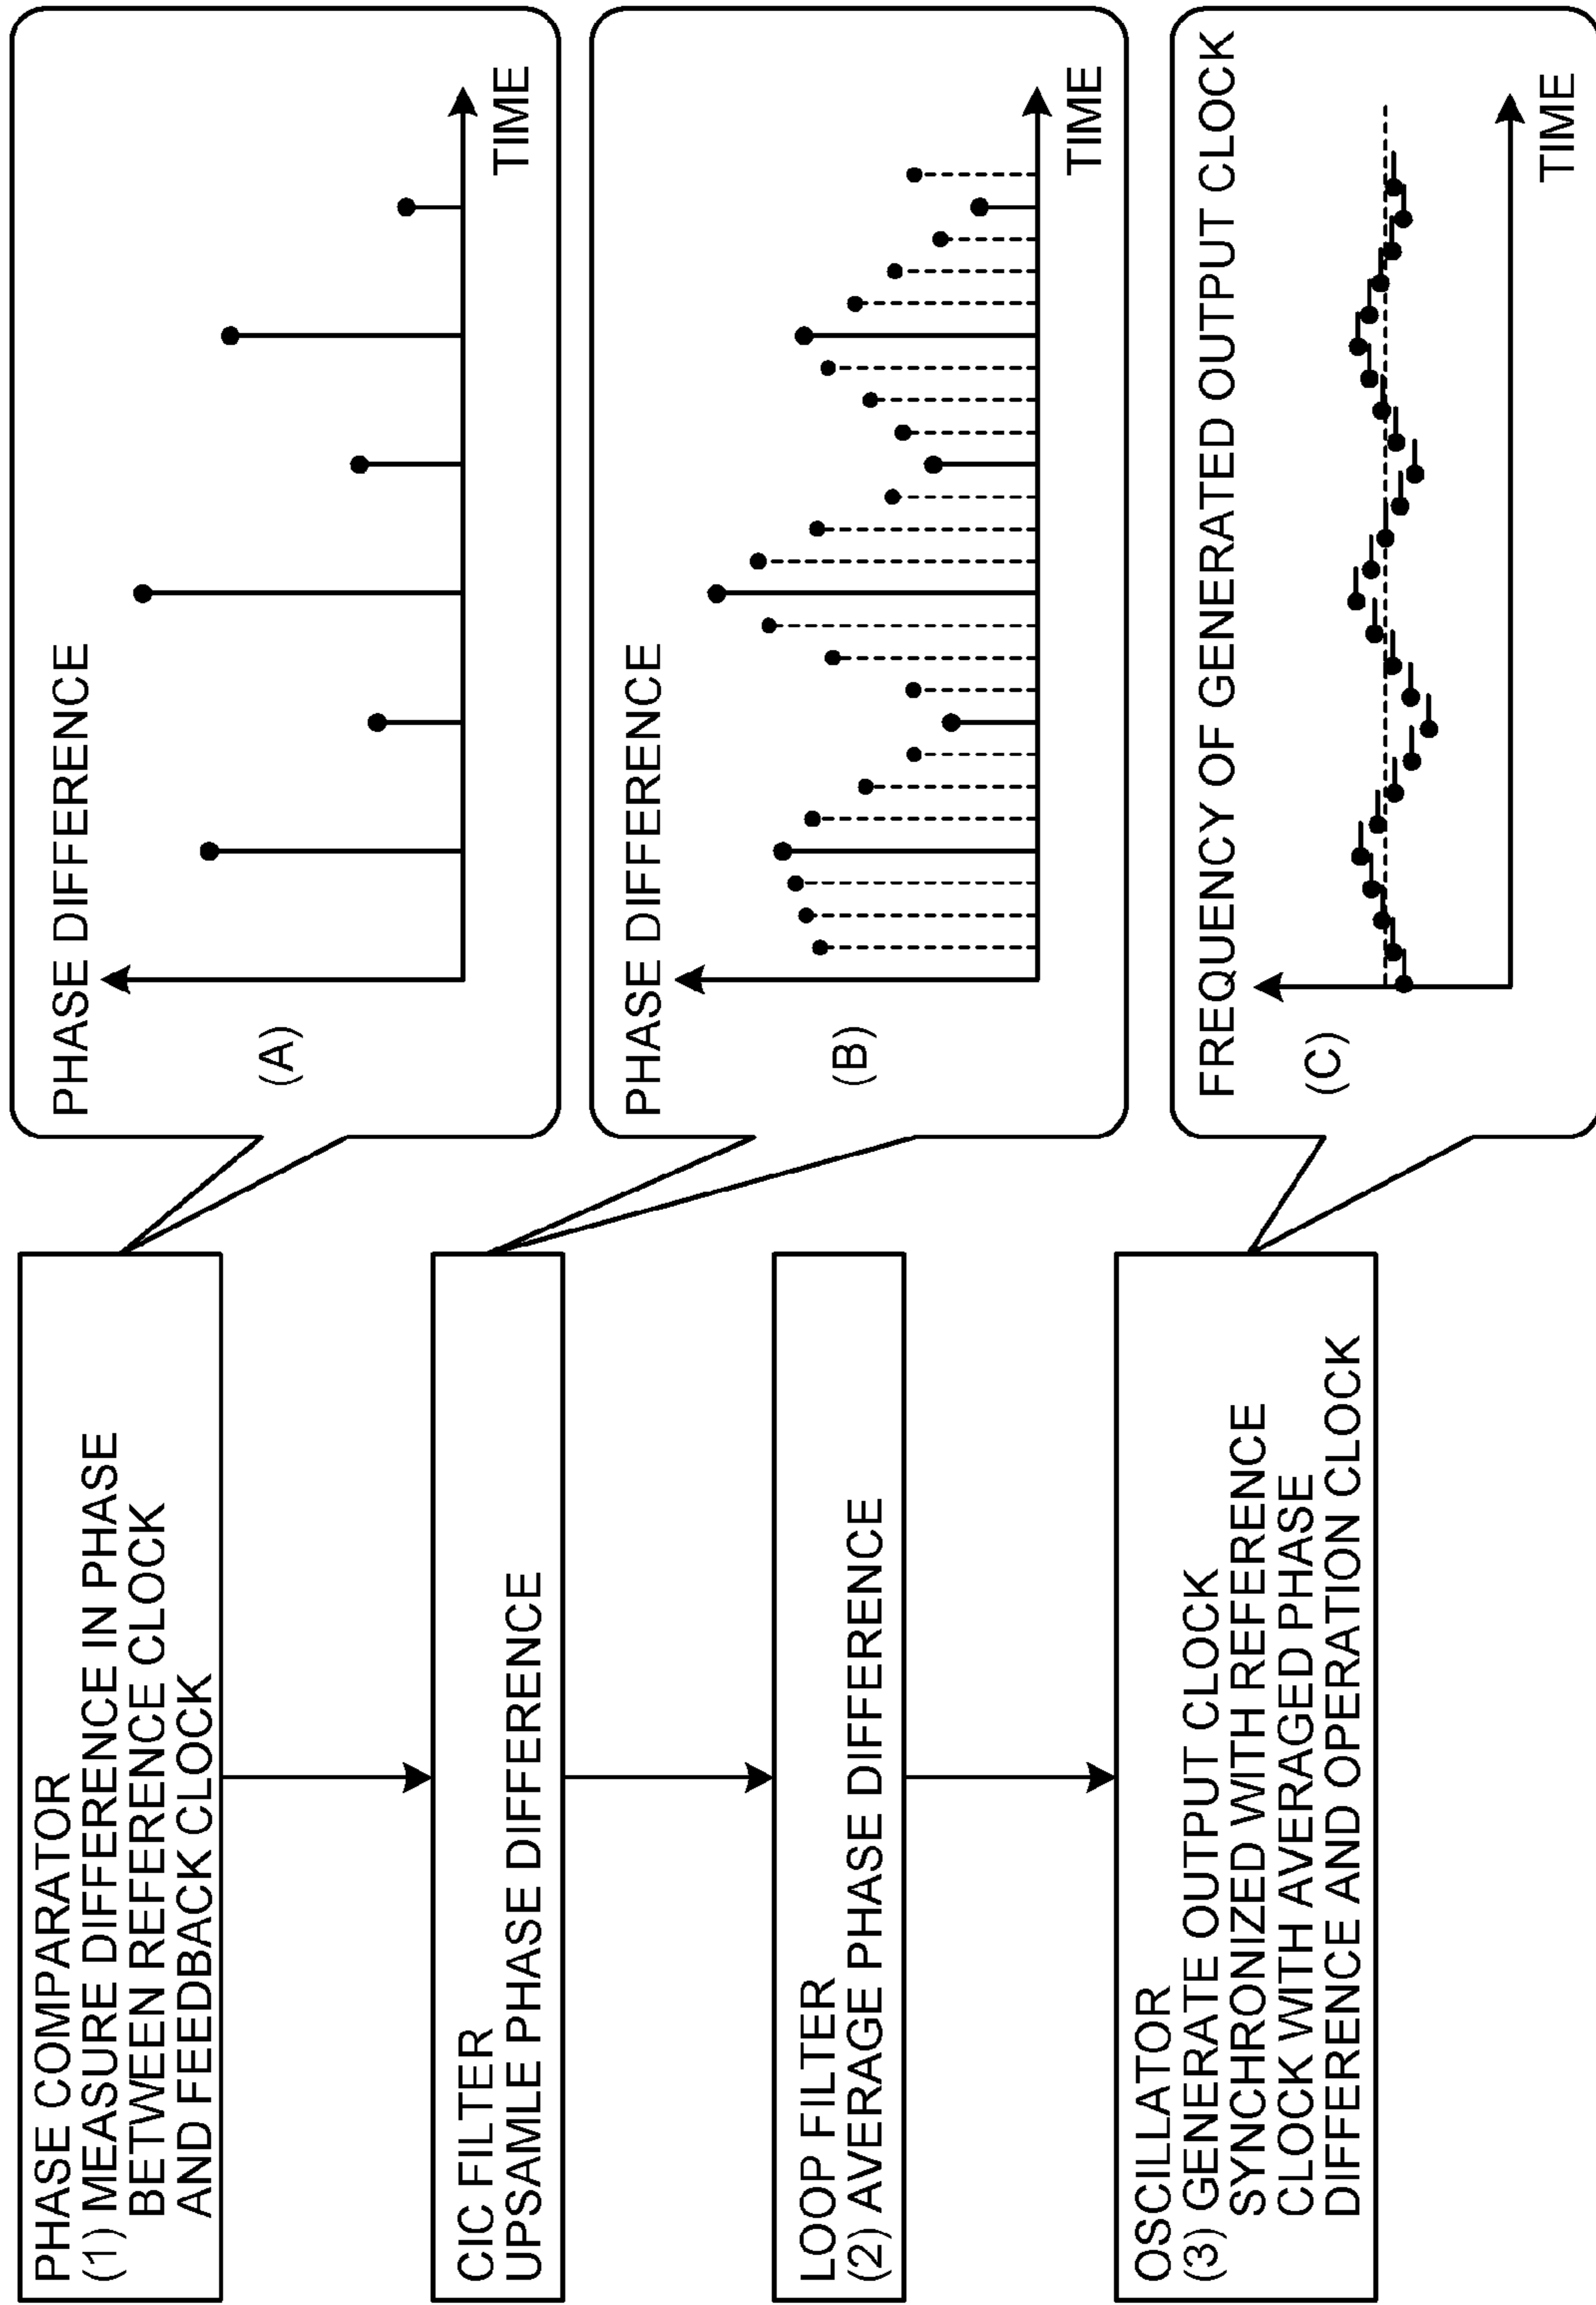 PHASE COMPARATOR
(1) MEASURE DIFFERENCE IN PHASE
BETWEEN REFERENCE CLOCK
AND FEEDBACK CLOCK
PHASE DIFFERENCE
(A)
TIME
CIC FILTER
UPSAMLE PHASE DIFFERENCE
PHASE DIFFERENCE
(B)
TIME
LOOP FILTER
(2) AVERAGE PHASE DIFFERENCE
OSCILLATOR
(3) GENERATE OUTPUT CLOCK
SYNCHRONIZED WITH REFERENCE
CLOCK WITH AVERAGED PHASE
DIFFERENCE AND OPERATION CLOCK
FREQUENCY OF GENERATED OUTPUT CLOCK
(C)
TIME